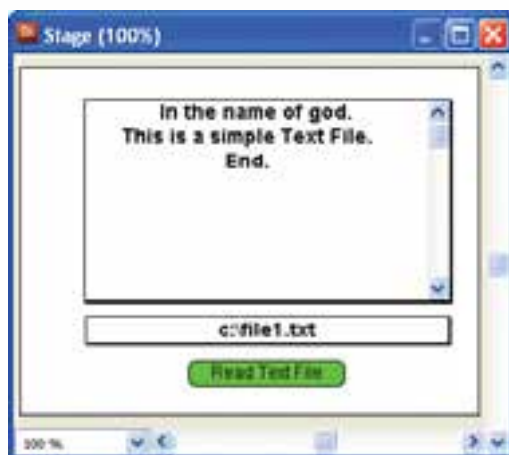 Stage (100%)
In the name of god.
This is a simple Text File.
End.
c:\file1.txt
Read Text File
100 %